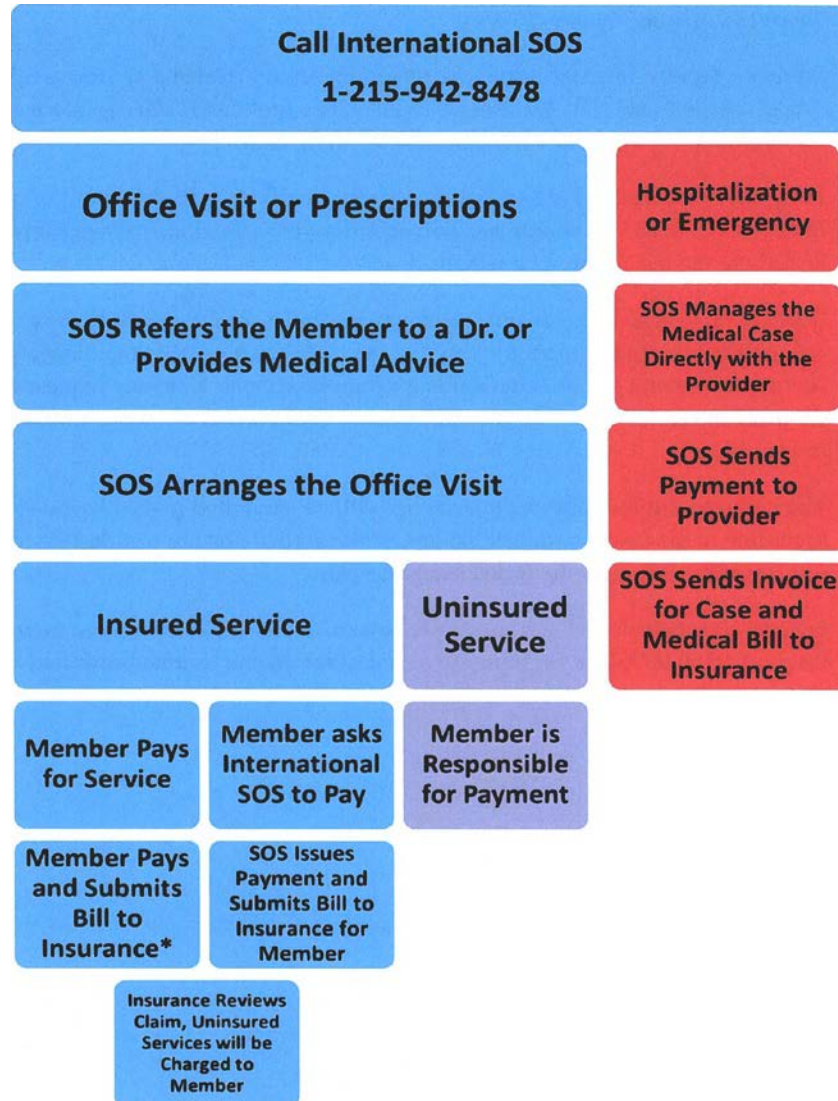 Call International SOS
1-215-942-8478
Office Visit or Prescriptions
Hospitalization
or Emergency
SOS Refers the Member to a Dr. or
Provides Medical Advice
SOS Manages the
Medical Case
Directly with the
Provider
SOS Arranges the Office Visit
SOS Sends
Payment to
Provider
Insured Service
Uninsured
Service
SOS Sends Invoice
for Case and
Medical Bill to
Insurance
Member Pays
for Service
Member asks
International
SOS to Pay
Member is
Responsible
for Payment
Member Pays
and Submits
Bill to
Insurance*
SOS Issues
Payment and
Submits Bill to
Insurance for
Member
Insurance Reviews
Claim, Uninsured
Services will be
Charged to
Member